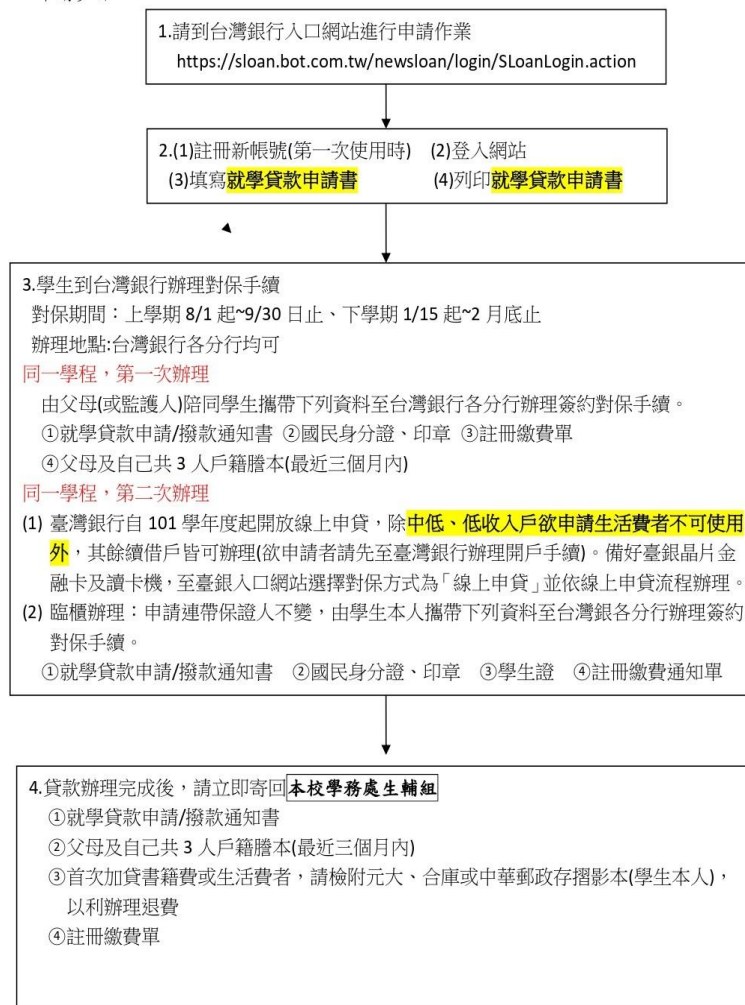 1.請到台灣銀行入口網站進行申請作業
https://sloan.bot.com.tw/newsloan/login/SLoanLogin.action
2.(1)註冊新帳號(第一次使用時) (2)登入網站
(3)填寫就學貸款申請書 (4)列印就學貸款申請書
3.學生到台灣銀行辦理對保手續
對保期間：上學期 8/1 起~9/30 日止、下學期 1/15 起~2 月底止
辦理地點:台灣銀行各分行均可
同一學程，第一次辦理
由父母(或監護人)陪同學生攜帶下列資料至台灣銀行各分行辦理簽約對保手續。
①就學貸款申請/撥款通知書 ②國民身分證、印章 ③註冊繳費單
④父母及自己共 3 人戶籍謄本(最近三個月內)
同一學程，第二次辦理
(1) 臺灣銀行自 101 學年度起開放線上申貸，除中低、低收入戶欲申請生活費者不可使用
外，其餘續借戶皆可辦理(欲申請者請先至臺灣銀行辦理開戶手續)。備好臺銀晶片金
融卡及讀卡機，至臺銀入口網站選擇對保方式為「線上申貸」並依線上申貸流程辦理。
(2) 臨櫃辦理：申請連帶保證人不變，由學生本人攜帶下列資料至台灣銀各分行辦理簽約
對保手續。
①就學貸款申請/撥款通知書 ②國民身分證、印章 ③學生證 ④註冊繳費通知單
4.貸款辦理完成後，請立即寄回本校學務處生輔組
①就學貸款申請/撥款通知書
②父母及自己共 3 人戶籍謄本(最近三個月內)
③首次加貸書籍費或生活費者，請檢附元大、合庫或中華郵政存摺影本(學生本人)，
以利辦理退費
④註冊繳費單